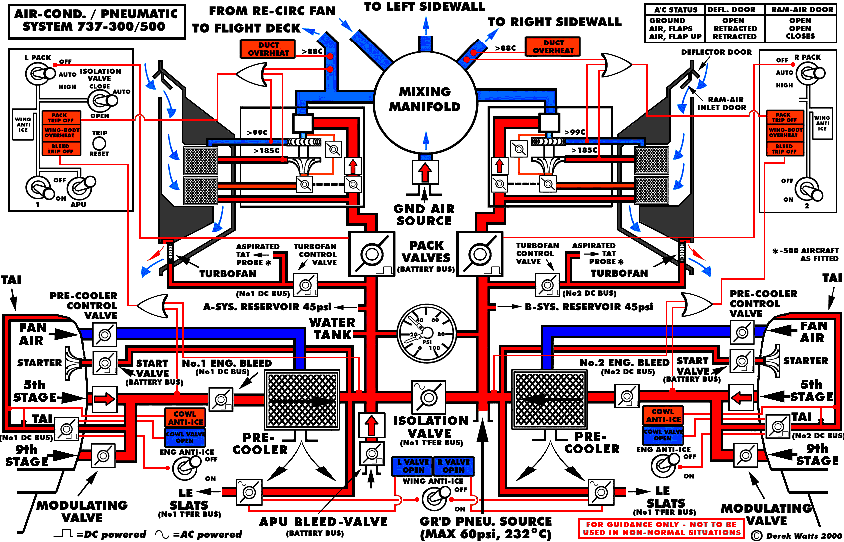 AIR-COND. / PNEUMATIC
SYSTEM 737-300/500
FROM RE-CIRC FAN
TO FLIGHT DECK
TO LEFT SIDEWALL
TO RIGHT SIDEWALL
A/C STATUS DEFL. DOOR RAM-AIR DOOR
GROUND OPEN OPEN
AIR, FLAPS RETRACTED OPEN
AIR, FLAP UP RETRACTED CLOSES
DUCT
OVERHEAT
>88C
DUCT
OVERHEAT
>88C
MIXING
MANIFOLD
DEFLECTOR DOOR
RAM-AIR
INLET DOOR
L PACK
OFF
AUTO
HIGH
ISOLATION
VALVE
CLOSE
AUTO
OPEN
WING
ANTI
ICE
PACK
TRIP OFF
WING-BODY
OVERHEAT
BLEED
TRIP OFF
TRIP
RESET
OFF
ON
1
APU
R PACK
OFF
AUTO
HIGH
PACK
TRIP OFF
WING-BODY
OVERHEAT
BLEED
TRIP OFF
WING
ANTI
ICE
OFF
ON
2
>99C
>185C
>99C
>185C
GND AIR
SOURCE
PACK
VALVES
(BATTERY BUS)
TURBOFAN
ASPIRATED
TAT
PROBE *
TURBOFAN
CONTROL
VALVE
(No1 DC BUS)
TURBOFAN
CONTROL
VALVE
ASPIRATED
TAT
PROBE *
TURBOFAN
(No2 DC BUS)
*-500 AIRCRAFT
AS FITTED
A-SYS. RESERVOIR 45psi
B-SYS. RESERVOIR 45psi
WATER
TANK
PSI
0
20
40
60
80
100
TAI
PRE-COOLER
CONTROL
VALVE
FAN
AIR
STARTER
START
VALVE
(BATTERY BUS)
No.1 ENG. BLEED
(No1 DC BUS)
5th
STAGE
TAI
(No1 DC BUS)
9th
STAGE
COWL
ANTI-ICE
COWL VALVE
OPEN
ENG ANTI-ICE
OFF
ON
MODULATING
VALVE
PRE-
COOLER
LE
SLATS
(No1 TFER BUS)
APU BLEED-VALVE
(BATTERY BUS)
ISOLATION
VALVE
(No1 TFER BUS)
L VALVE
OPEN
R VALVE
OPEN
WING ANTI-ICE
OFF
ON
GR'D PNEU. SOURCE
(MAX 60psi, 232°C)
TAI
PRE-COOLER
CONTROL
VALVE
FAN
AIR
STARTER
START
VALVE
(BATTERY BUS)
No.2 ENG. BLEED
(No2 DC BUS)
5th
STAGE
TAI
(No2 DC BUS)
9th
STAGE
COWL
ANTI-ICE
COWL VALVE
OPEN
ENG ANTI-ICE
OFF
ON
PRE-
COOLER
LE
SLATS
(No1 TFER BUS)
MODULATING
VALVE
=DC powered
=AC powered
FOR GUIDANCE ONLY - NOT TO BE
USED IN NON-NORMAL SITUATIONS
© Derek Watts 2000